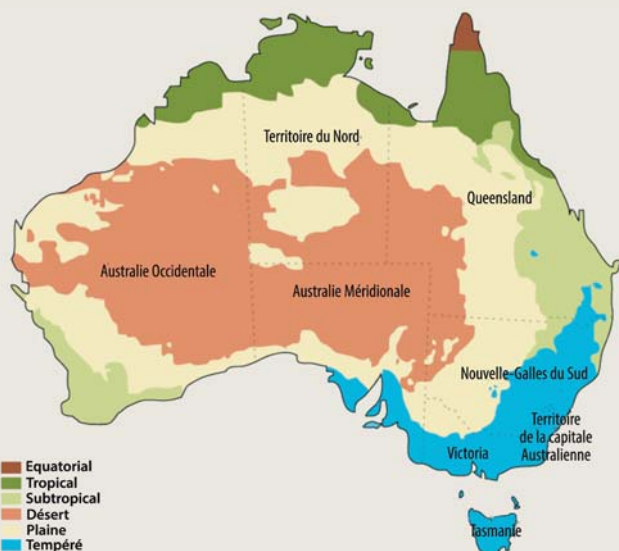 Territoire du Nord
Queensland
Australie Occidentale
Australie Méridionale
Nouvelle-Galles du Sud
Territoire
de la capitale
Australienne
Victoria
Tasmanie
Equatorial
Tropical
Subtropical
Désert
Plaine
Tempéré